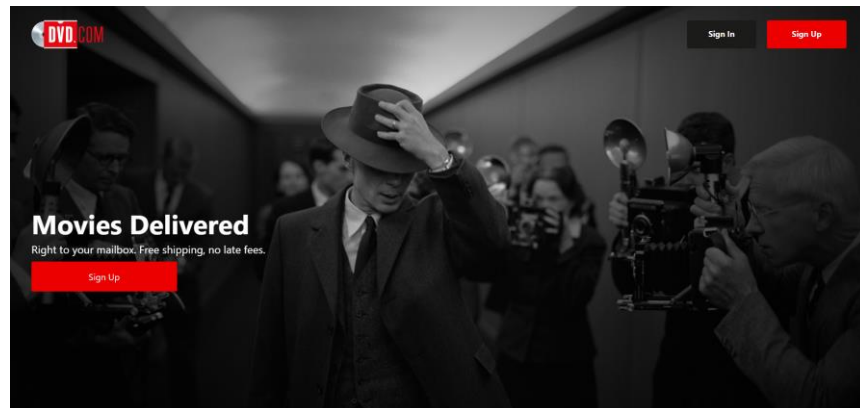 DVD.COM
Sign In
Sign Up
Movies Delivered
Right to your mailbox. Free shipping, no late fees.
Sign Up